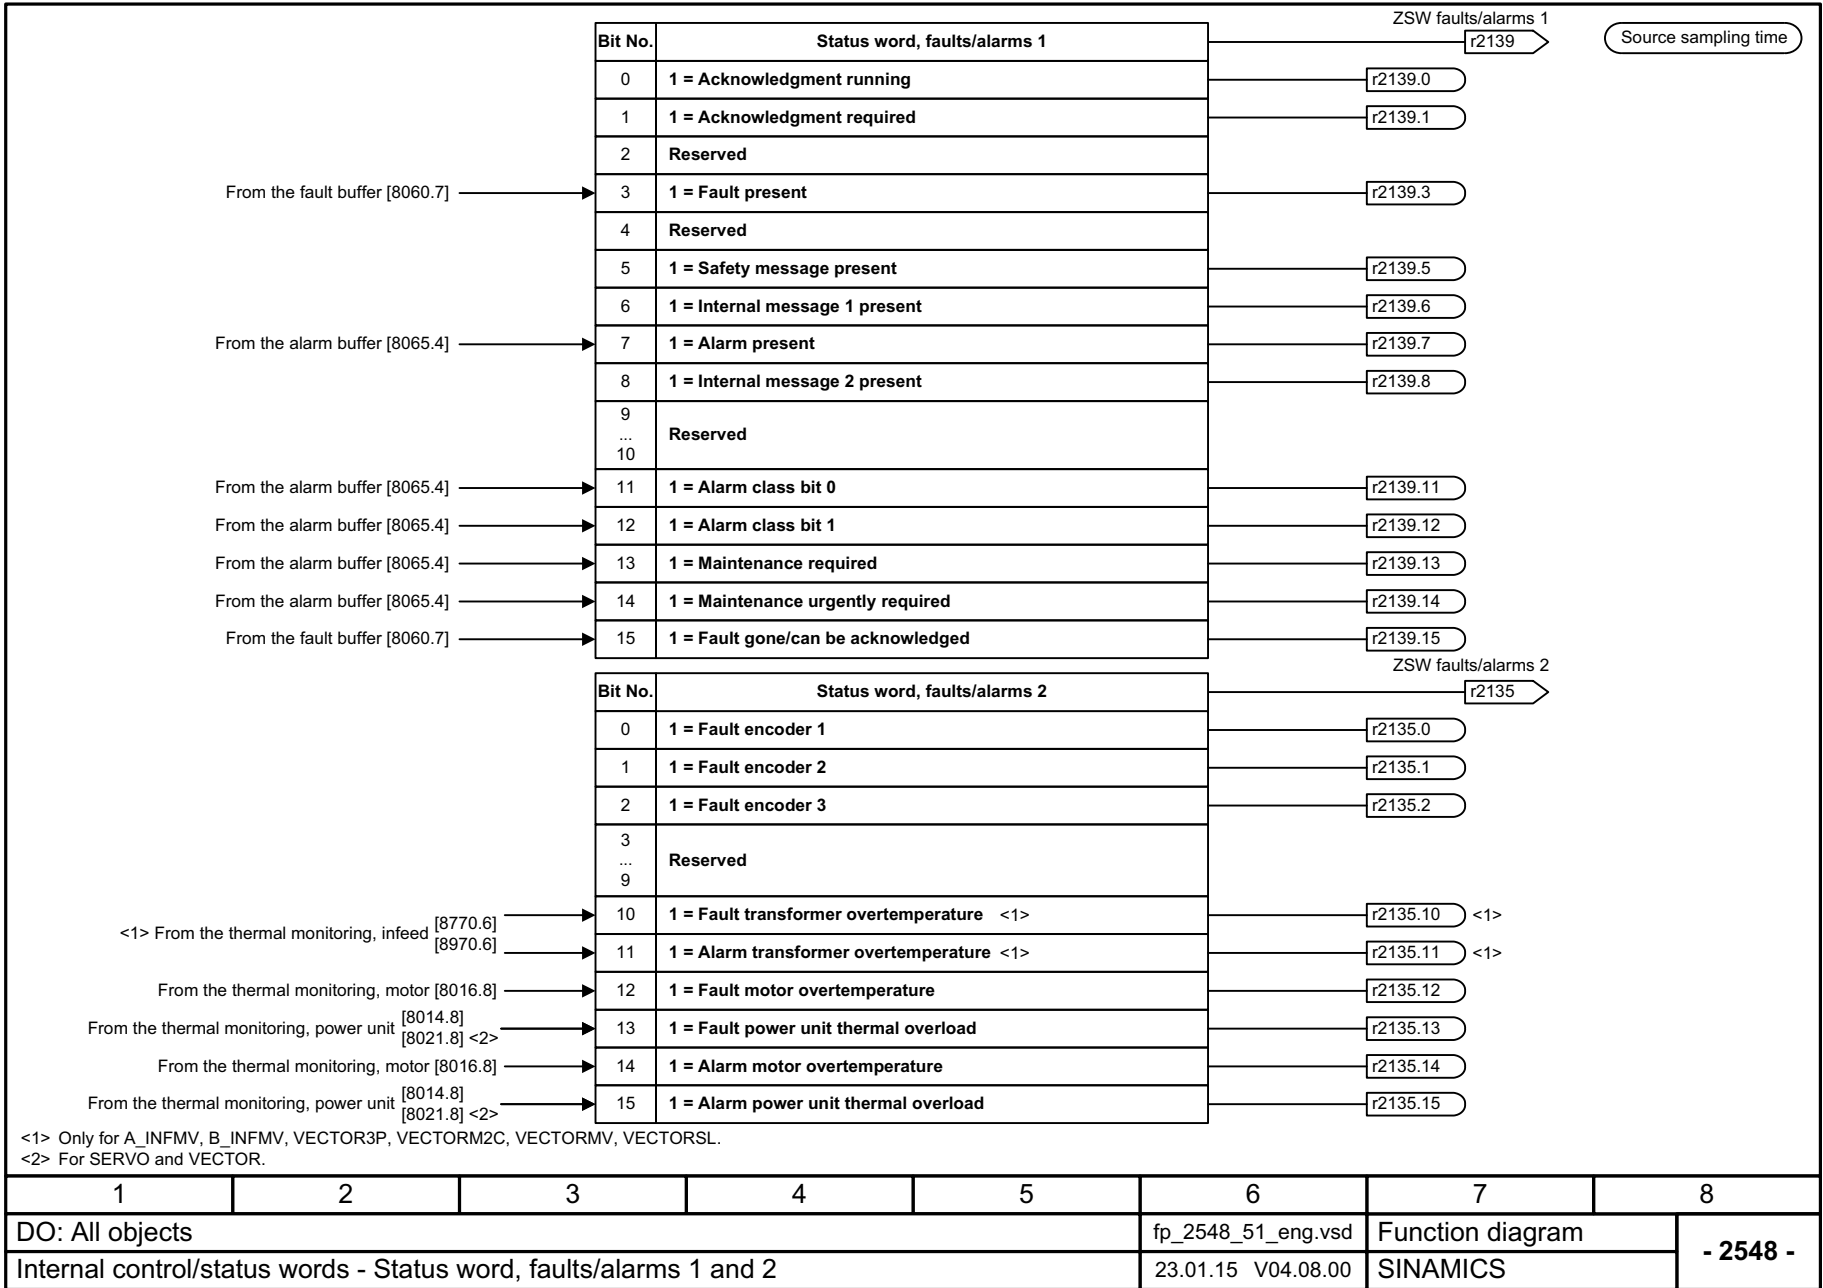 ZSW faults/alarms 1
Bit No. Status word, faults/alarms 1 r2139 Source sampling time
0 1 = Acknowledgment running r2139.0
1 1 = Acknowledgment required r2139.1
2 Reserved
From the fault buffer [8060.7] 3 1 = Fault present r2139.3
4 Reserved
5 1 = Safety message present r2139.5
6 1 = Internal message 1 present r2139.6
From the alarm buffer [8065.4] 7 1 = Alarm present r2139.7
8 1 = Internal message 2 present r2139.8
9
... Reserved
10
From the alarm buffer [8065.4] 11 1 = Alarm class bit 0 r2139.11
From the alarm buffer [8065.4] 12 1 = Alarm class bit 1 r2139.12
From the alarm buffer [8065.4] 13 1 = Maintenance required r2139.13
From the alarm buffer [8065.4] 14 1 = Maintenance urgently required r2139.14
From the fault buffer [8060.7] 15 1 = Fault gone/can be acknowledged r2139.15
ZSW faults/alarms 2
Bit No. Status word, faults/alarms 2 r2135
0 1 = Fault encoder 1 r2135.0
1 1 = Fault encoder 2 r2135.1
2 1 = Fault encoder 3 r2135.2
3
... Reserved
9
<1> From the thermal monitoring, infeed [8770.6] 10 1 = Fault transformer overtemperature <1> r2135.10 <1>
[8970.6] 11 1 = Alarm transformer overtemperature <1> r2135.11 <1>
From the thermal monitoring, motor [8016.8] 12 1 = Fault motor overtemperature r2135.12
From the thermal monitoring, power unit [8014.8] 13 1 = Fault power unit thermal overload r2135.13
[8021.8] <2>
From the thermal monitoring, motor [8016.8] 14 1 = Alarm motor overtemperature r2135.14
From the thermal monitoring, power unit [8014.8] 15 1 = Alarm power unit thermal overload r2135.15
[8021.8] <2>
<1> Only for A_INFMV, B_INFMV, VECTOR3P, VECTORM2C, VECTORMV, VECTORSL.
<2> For SERVO and VECTOR.
1 2 3 4 5 6 7 8
DO: All objects fp_2548_51_eng.vsd Function diagram - 2548 -
Internal control/status words - Status word, faults/alarms 1 and 2 23.01.15 V04.08.00 SINAMICS